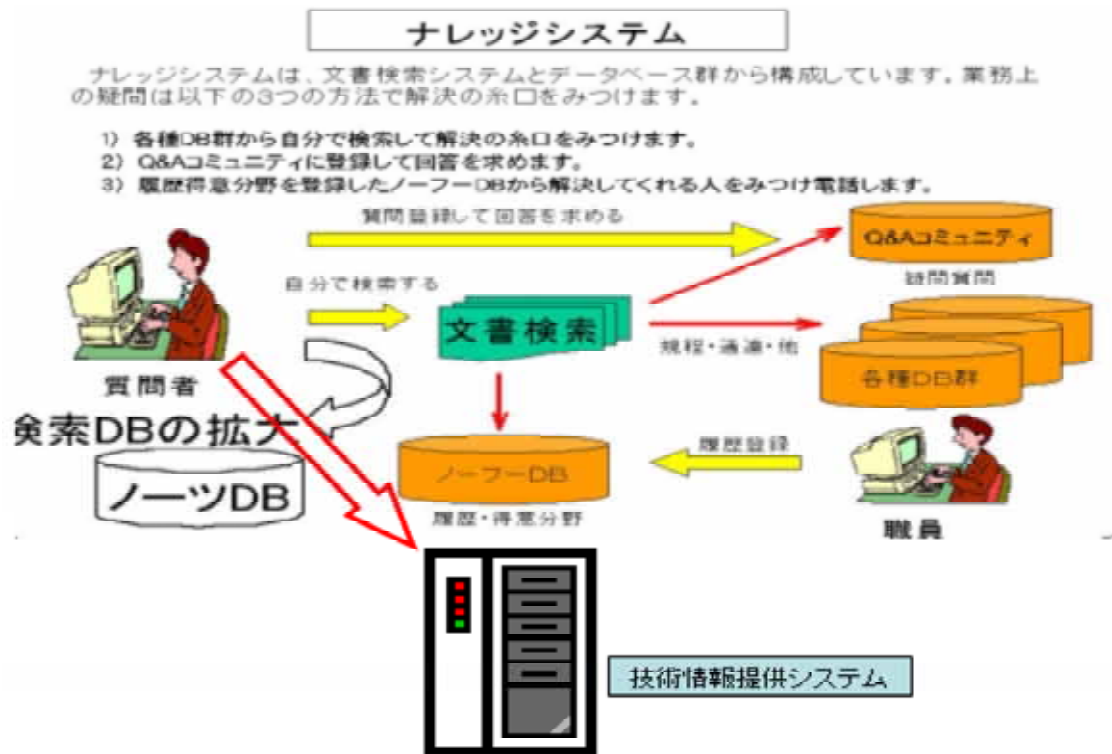 ナレッジシステム
ナレッジシステムは、文書検索システムとデータベース群から構成しています。業務上
の疑問は以下の3つの方法で解決の糸口をみつけます。
1) 各種DB群から自分で検索して解決の糸口をみつけます。
2) Q&Aコミュニティに登録して回答を求めます。
3) 履歴得意分野を登録したノーフーDBから解決してくれる人をみつけ電話します。
質問登録して回答を求める
Q&Aコミュニティ
疑問質問
自分で検索する
文書検索
規程・通達・他
各種DB群
質問者
検索DBの拡大
ノーツDB
ノーフーDB
履歴・得意分野
履歴登録
職員
技術情報提供システム